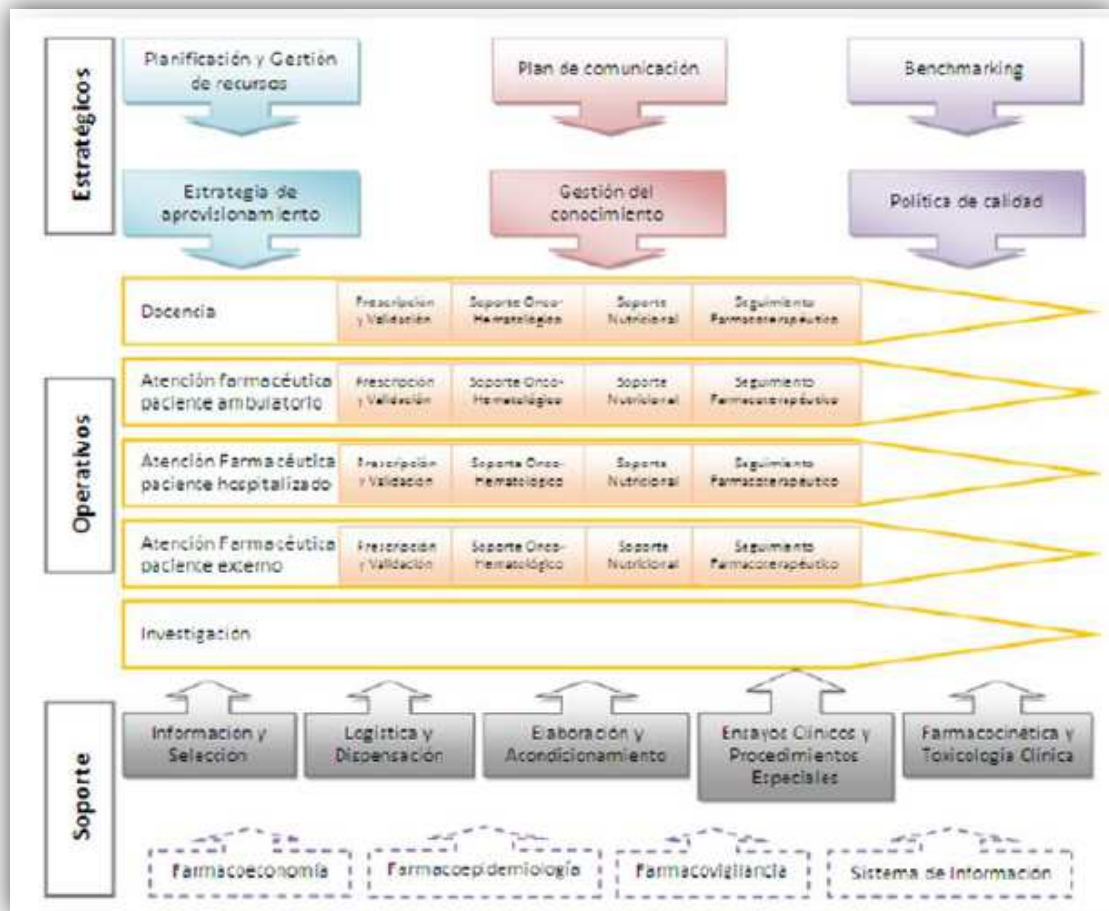 Estratégicos
Planificación y Gestión
de recursos
Plan de comunicación
Benchmarking
Estrategia de
aprovisionamiento
Gestión del
conocimiento
Política de calidad
Operativos
Docencia
Prescripción
y Validación
Soporte Onco-
Hematológico
Soporte
Nutricional
Seguimiento
Farmacoterapéutico
Atención farmacéutica
paciente ambulatorio
Prescripción
y Validación
Soporte Onco-
Hematológico
Soporte
Nutricional
Seguimiento
Farmacoterapéutico
Atención Farmacéutica
paciente hospitalizado
Prescripción
y Validación
Soporte Onco-
Hematológico
Soporte
Nutricional
Seguimiento
Farmacoterapéutico
Atención Farmacéutica
paciente externo
Prescripción
y Validación
Soporte Onco-
Hematológico
Soporte
Nutricional
Seguimiento
Farmacoterapéutico
Investigación
Soporte
Información y
Selección
Logística y
Dispensación
Elaboración y
Acondicionamiento
Ensayos Clínicos y
Procedimientos
Especiales
Farmacocinética y
Toxicología Clínica
Farmacoeconomía
Farmacoepidemiología
Farmacovigilancia
Sistema de Información